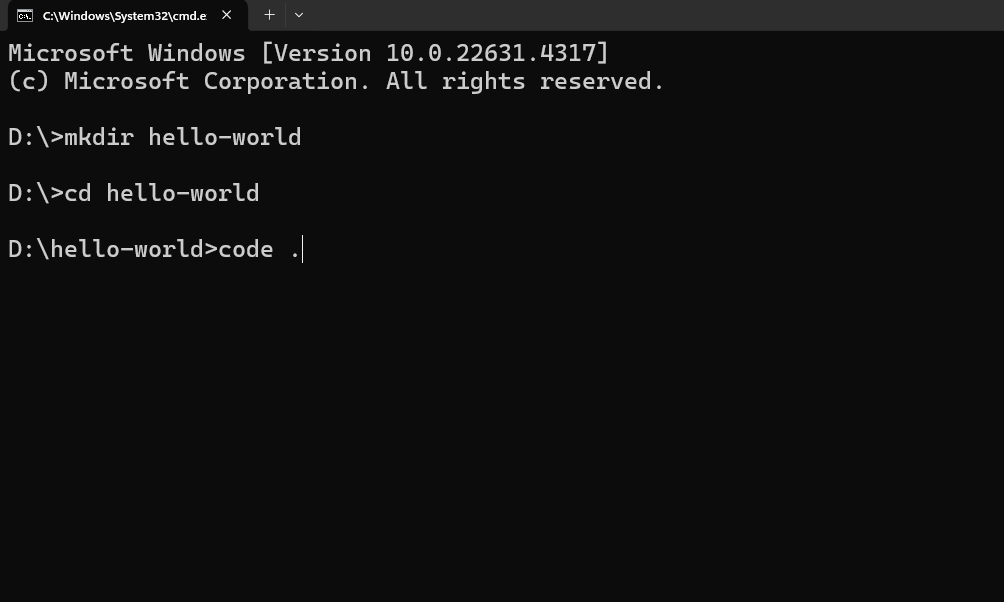 C:\Windows\System32\cmd.e
Microsoft Windows [Version 10.0.22631.4317]
(c) Microsoft Corporation. All rights reserved.
D:\>mkdir hello-world
D:\>cd hello-world
D:\hello-world>code .